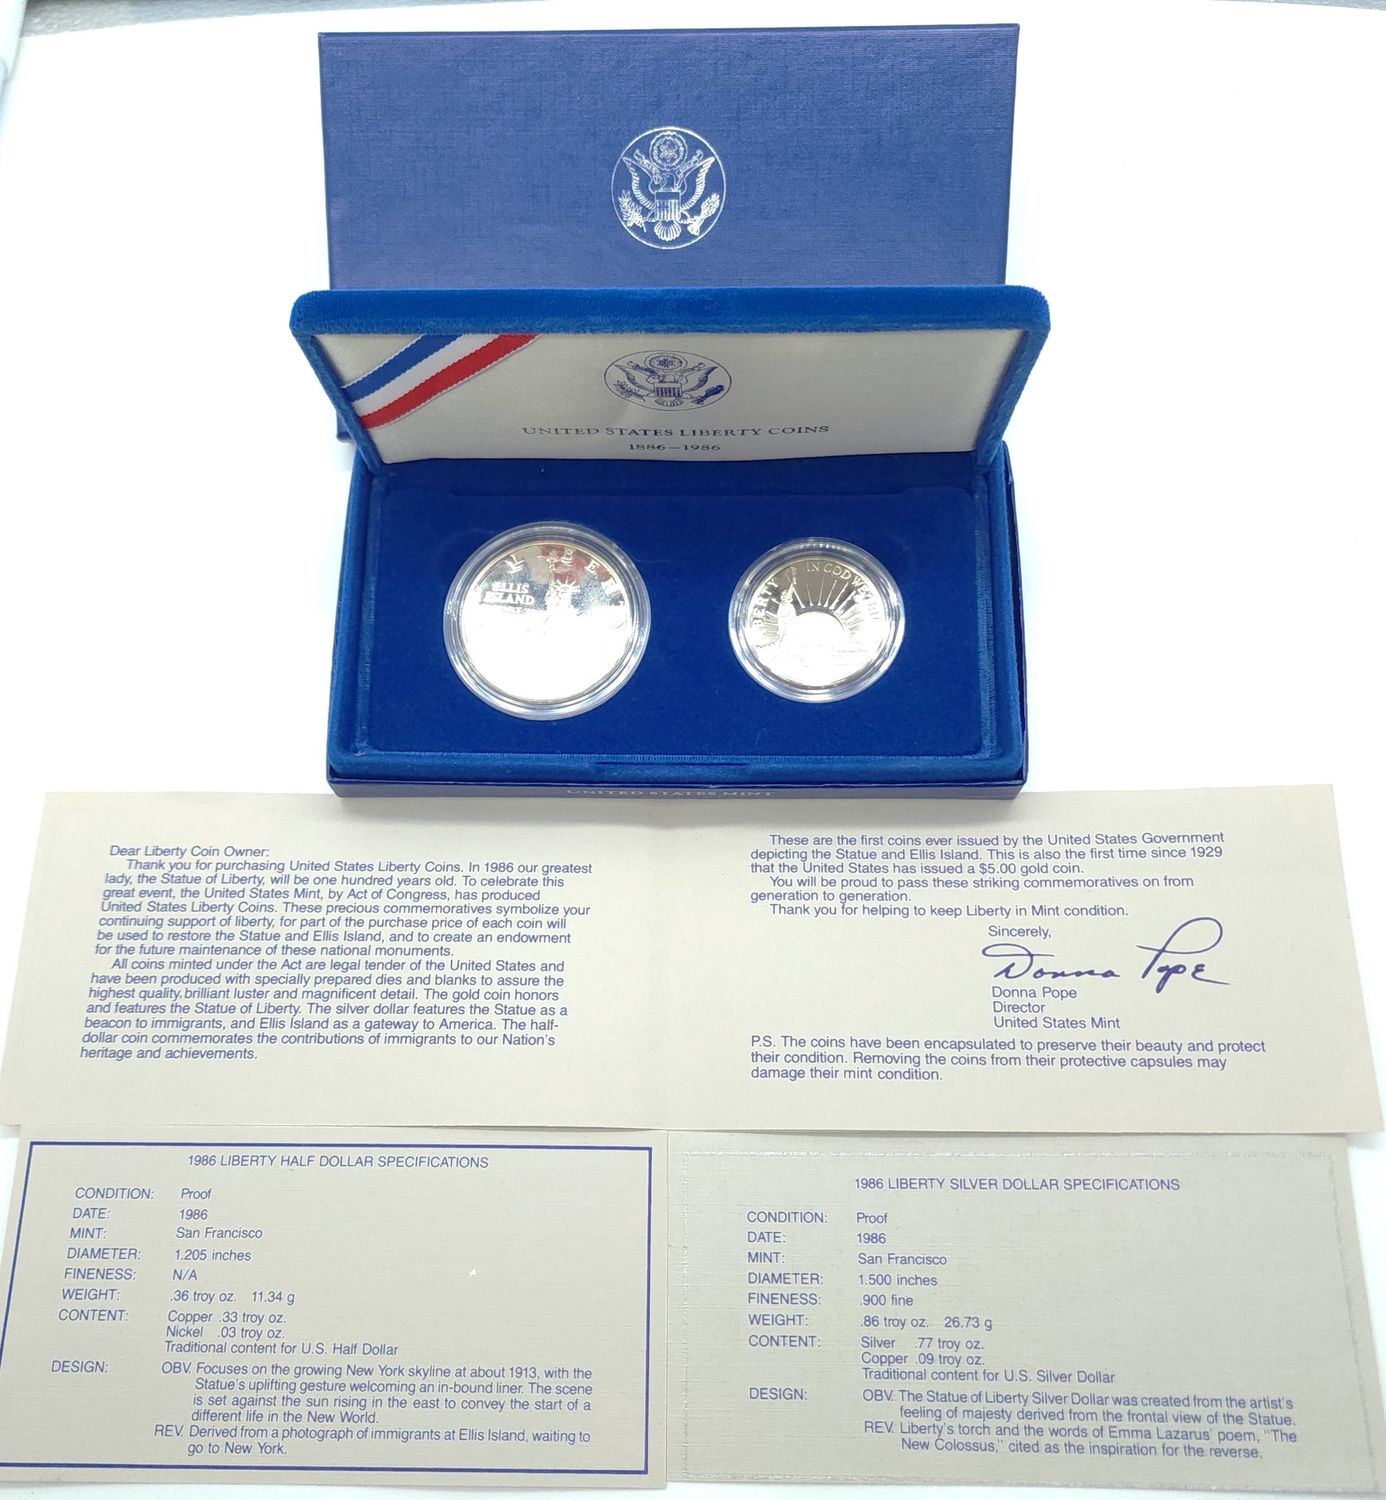 UNITED STATES LIBERTY COINS
1886–1986
L I B E
ELLIS
ISLAND
LIBERTY IN GOD WE TRU
UNITED STATES MINT
Dear Liberty Coin Owner:
Thank you for purchasing United States Liberty Coins. In 1986 our greatest
lady, the Statue of Liberty, will be one hundred years old. To celebrate this
great event, the United States Mint, by Act of Congress, has produced
United States Liberty Coins. These precious commemoratives symbolize your
continuing support of liberty, for part of the purchase price of each coin will
be used to restore the Statue and Ellis Island, and to create an endowment
for the future maintenance of these national monuments.
All coins minted under the Act are legal tender of the United States and
have been produced with specially prepared dies and blanks to assure the
highest quality, brilliant luster and magnificent detail. The gold coin honors
and features the Statue of Liberty. The silver dollar features the Statue as a
beacon to immigrants, and Ellis Island as a gateway to America. The half-
dollar coin commemorates the contributions of immigrants to our Nation's
heritage and achievements.
These are the first coins ever issued by the United States Government
depicting the Statue and Ellis Island. This is also the first time since 1929
that the United States has issued a $5.00 gold coin.
You will be proud to pass these striking commemoratives on from
generation to generation.
Thank you for helping to keep Liberty in Mint condition.
Sincerely,
Donna Pope
Donna Pope
Director
United States Mint
P.S. The coins have been encapsulated to preserve their beauty and protect
their condition. Removing the coins from their protective capsules may
damage their mint condition.
1986 LIBERTY HALF DOLLAR SPECIFICATIONS
CONDITION: Proof
DATE: 1986
MINT: San Francisco
DIAMETER: 1.205 inches
FINENESS: N/A
WEIGHT: .36 troy oz. 11.34 g
CONTENT: Copper .33 troy oz.
Nickel .03 troy oz.
Traditional content for U.S. Half Dollar
DESIGN: OBV. Focuses on the growing New York skyline at about 1913, with the
Statue's uplifting gesture welcoming an in-bound liner. The scene
is set against the sun rising in the east to convey the start of a
different life in the New World.
REV. Derived from a photograph of immigrants at Ellis Island, waiting to
go to New York.
1986 LIBERTY SILVER DOLLAR SPECIFICATIONS
CONDITION: Proof
DATE: 1986
MINT: San Francisco
DIAMETER: 1.500 inches
FINENESS: .900 fine
WEIGHT: .86 troy oz. 26.73 g
CONTENT: Silver .77 troy oz.
Copper .09 troy oz.
Traditional content for U.S. Silver Dollar
DESIGN: OBV. The Statue of Liberty Silver Dollar was created from the artist's
feeling of majesty derived from the frontal view of the Statue.
REV. Liberty's torch and the words of Emma Lazarus' poem, "The
New Colossus," cited as the inspiration for the reverse.